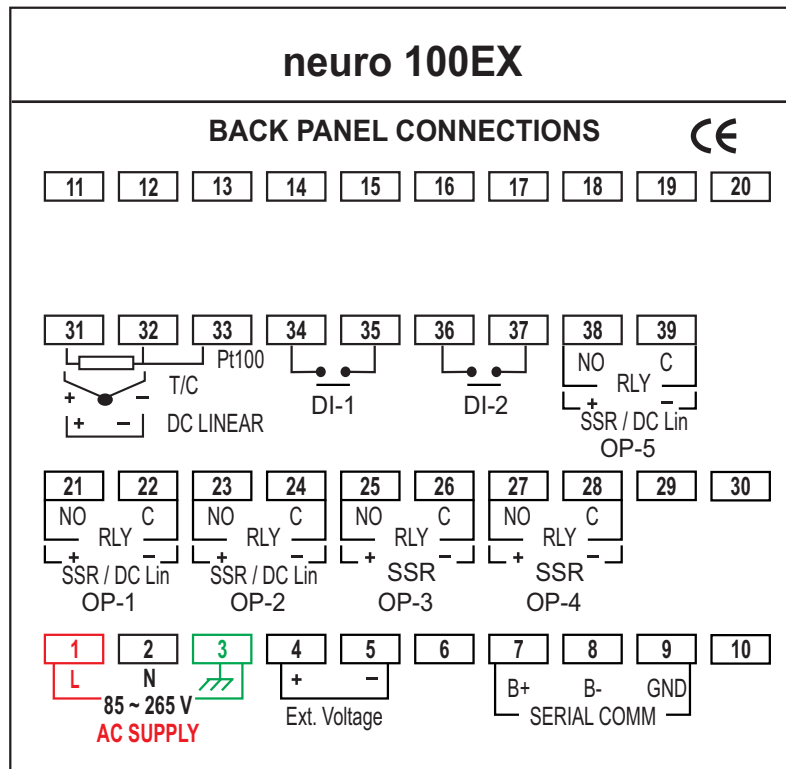 neuro 100EX
BACK PANEL CONNECTIONS CE
11 12 13 14 15 16 17 18 19 20
31 32 33 34 35 36 37 38 39
Pt100 NO C
T/C RLY
+ − DI-1 DI-2 + −
+ − DC LINEAR SSR / DC Lin
OP-5
21 22 23 24 25 26 27 28 29 30
NO C NO C NO C NO C
RLY RLY RLY RLY
+ − + − + − + −
SSR / DC Lin SSR / DC Lin SSR SSR
OP-1 OP-2 OP-3 OP-4
1 2 3 4 5 6 7 8 9 10
L N + − B+ B- GND
85 ~ 265 V Ext. Voltage SERIAL COMM
AC SUPPLY